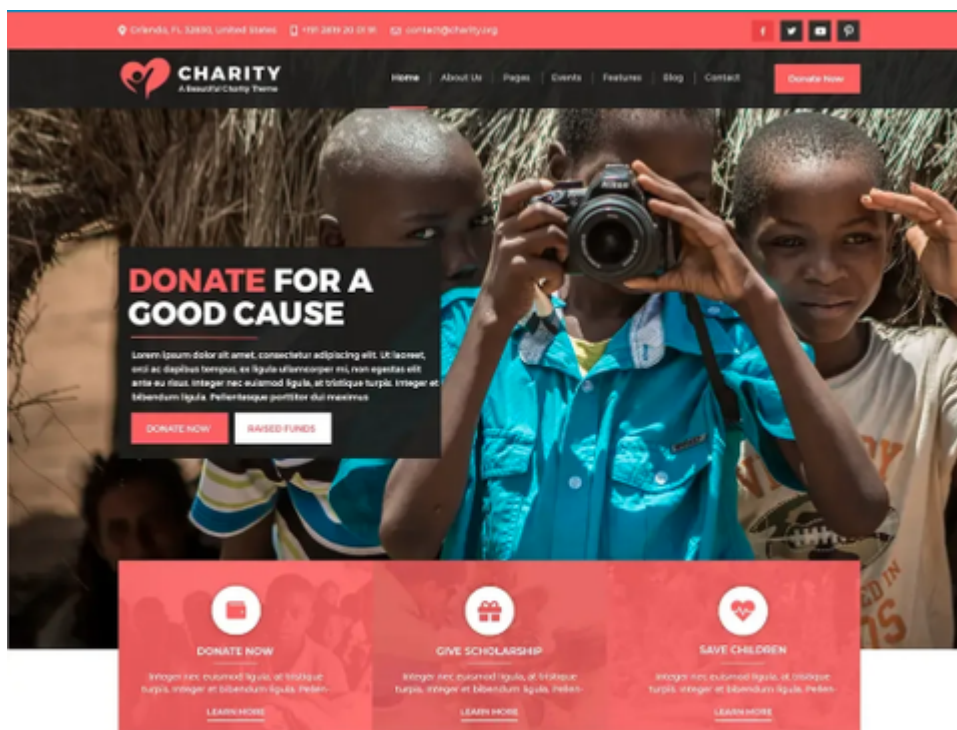 Orlando, FL 32830, United States
contact@charity.org
CHARITY
A Beautiful Charity Theme
Home
About Us
Pages
Events
Features
Blog
Contact
Donate Now
Nikon
DONATE FOR A
GOOD CAUSE
Lorem ipsum dolor sit amet, consectetur adipiscing elit. Ut laoreet,
orci ac dapibus tempus, ex ligula ullamcorper mi, non egestas elit
ante eu risus. Integer nec euismod ligula, at tristique turpis. Integer et
bibendum ligula. Pellentesque porttitor dui maximus
DONATE NOW
RAISED FUNDS
DONATE NOW
Integer nec euismod ligula, at tristique
turpis. Integer et bibendum ligula. Pellen-
LEARN MORE
GIVE SCHOLARSHIP
Integer nec euismod ligula, at tristique
turpis. Integer et bibendum ligula. Pellen-
LEARN MORE
SAVE CHILDREN
Integer nec euismod ligula, at tristique
turpis. Integer et bibendum ligula. Pellen-
LEARN MORE